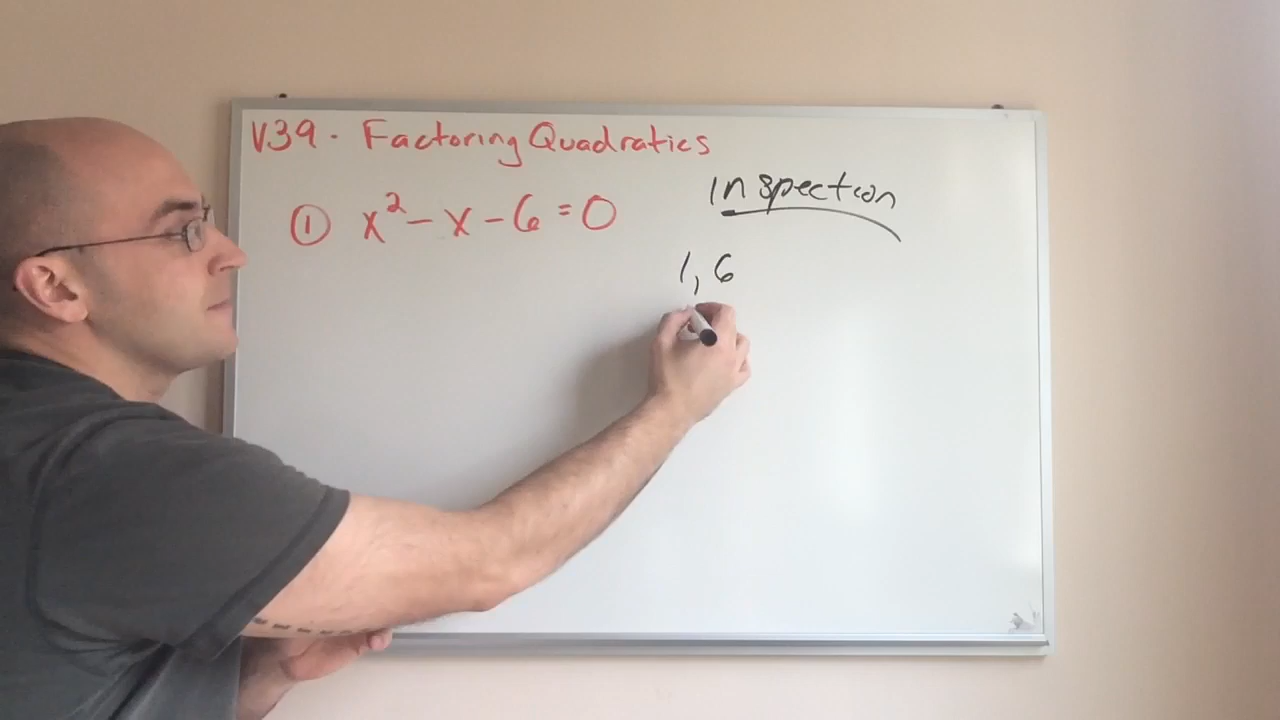 V39. Factoring Quadratics
① x² - x - 6 = 0
Inspection
1, 6